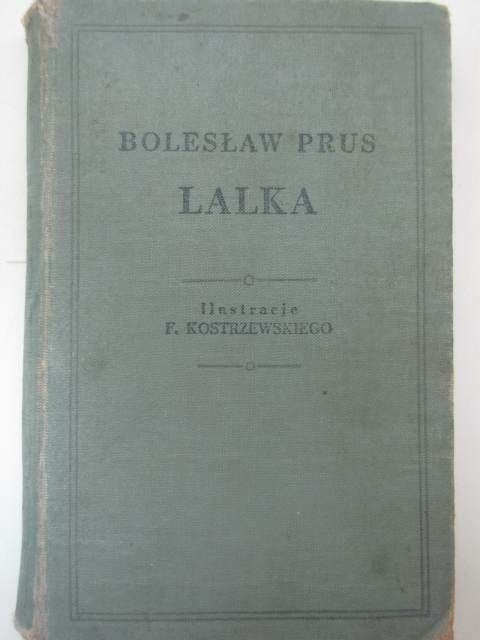 BOLESŁAW PRUS
LALKA
Ilustracje
F. KOSTRZEWSKIEGO